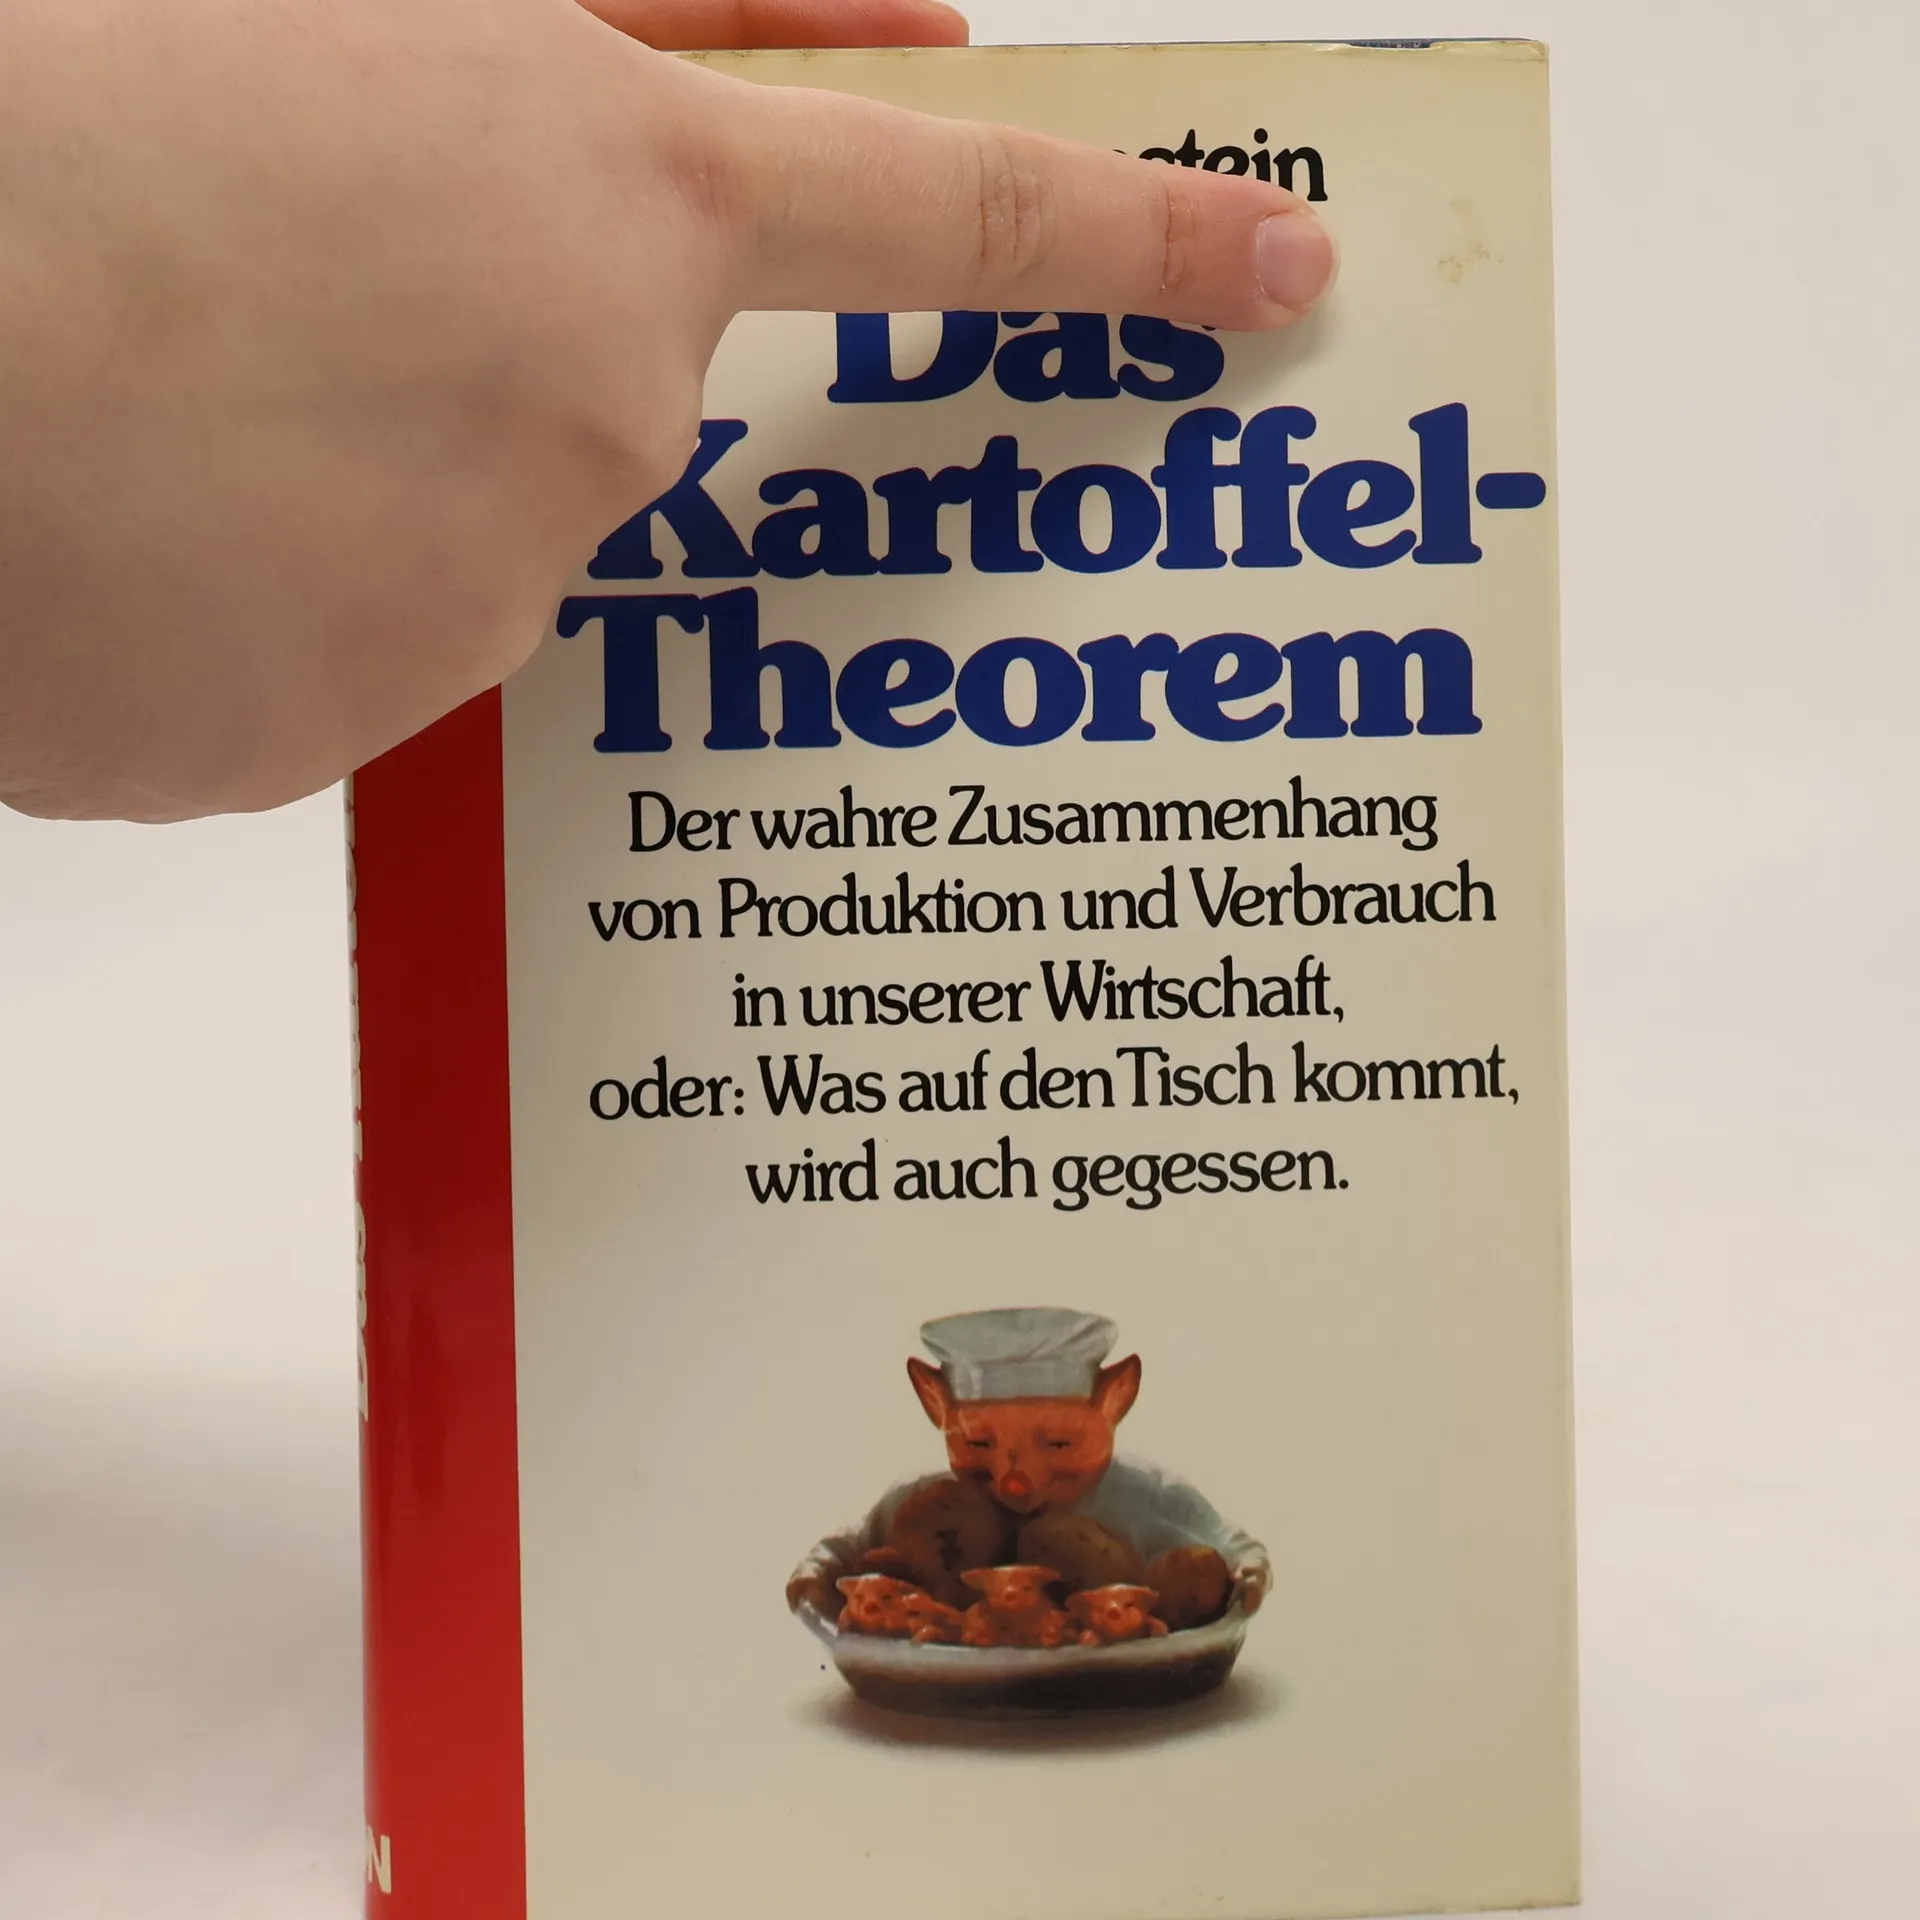 Das
Kartoffel-
Theorem
Der wahre Zusammenhang
von Produktion und Verbrauch
in unserer Wirtschaft,
oder: Was auf den Tisch kommt,
wird auch gegessen.